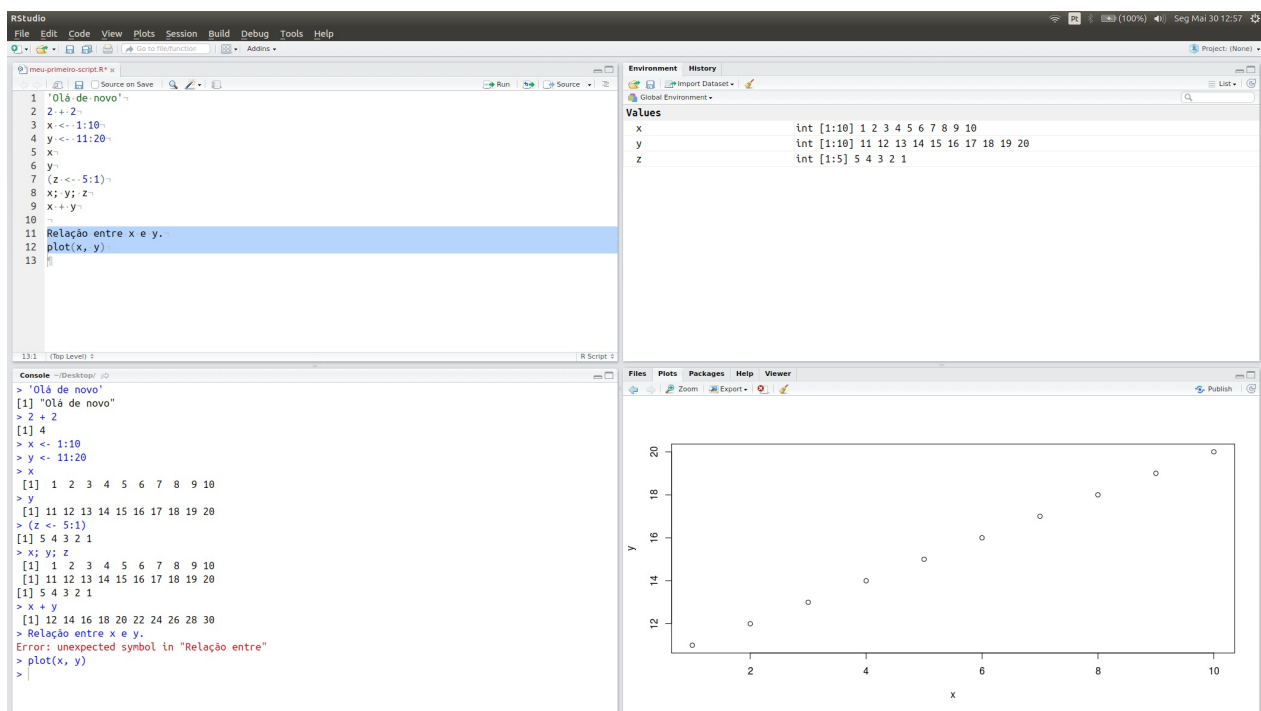 RStudio
Pt (100%) Seg Mai 30 12:57
File Edit Code View Plots Session Build Debug Tools Help
Go to file/function Addins
Project: (None)
meu-primeiro-script.R*
Source on Save Run Source
1 'Olá de novo'
2 2 + 2
3 x <- 1:10
4 y <- 11:20
5 x
6 y
7 (z <- 5:1)
8 x; y; z
9 x + y
10
11 Relação entre x e y.
12 plot(x, y)
13
13:1 (Top Level) R Script
Console ~/Desktop/
> 'Olá de novo'
[1] "Olá de novo"
> 2 + 2
[1] 4
> x <- 1:10
> y <- 11:20
> x
[1] 1 2 3 4 5 6 7 8 9 10
> y
[1] 11 12 13 14 15 16 17 18 19 20
> (z <- 5:1)
[1] 5 4 3 2 1
> x; y; z
[1] 1 2 3 4 5 6 7 8 9 10
[1] 11 12 13 14 15 16 17 18 19 20
[1] 5 4 3 2 1
> x + y
[1] 12 14 16 18 20 22 24 26 28 30
> Relação entre x e y.
Error: unexpected symbol in "Relação entre"
> plot(x, y)
>
Environment History
Import Dataset List
Global Environment
Values
x int [1:10] 1 2 3 4 5 6 7 8 9 10
y int [1:10] 11 12 13 14 15 16 17 18 19 20
z int [1:5] 5 4 3 2 1
Files Plots Packages Help Viewer
Zoom Export Publish
20
18
16
14
12
y
2 4 6 8 10
x